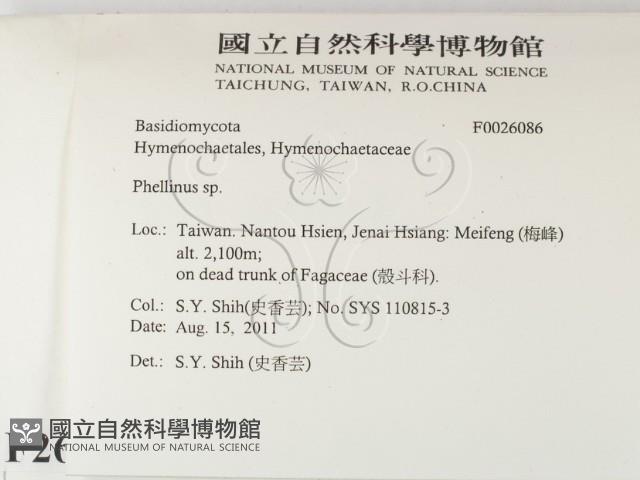 國立自然科學博物館
NATIONAL MUSEUM OF NATURAL SCIENCE
TAICHUNG, TAIWAN, R.O.CHINA
Basidiomycota F0026086
Hymenochaetales, Hymenochaetaceae
Phellinus sp.
Loc.: Taiwan. Nantou Hsien, Jenai Hsiang: Meifeng (梅峰)
alt. 2,100m;
on dead trunk of Fagaceae (殼斗科).
Col.: S.Y. Shih(史香芸); No. SYS 110815-3
Date: Aug. 15, 2011
Det.: S.Y. Shih (史香芸)
國立自然科學博物館
NATIONAL MUSEUM OF NATURAL SCIENCE